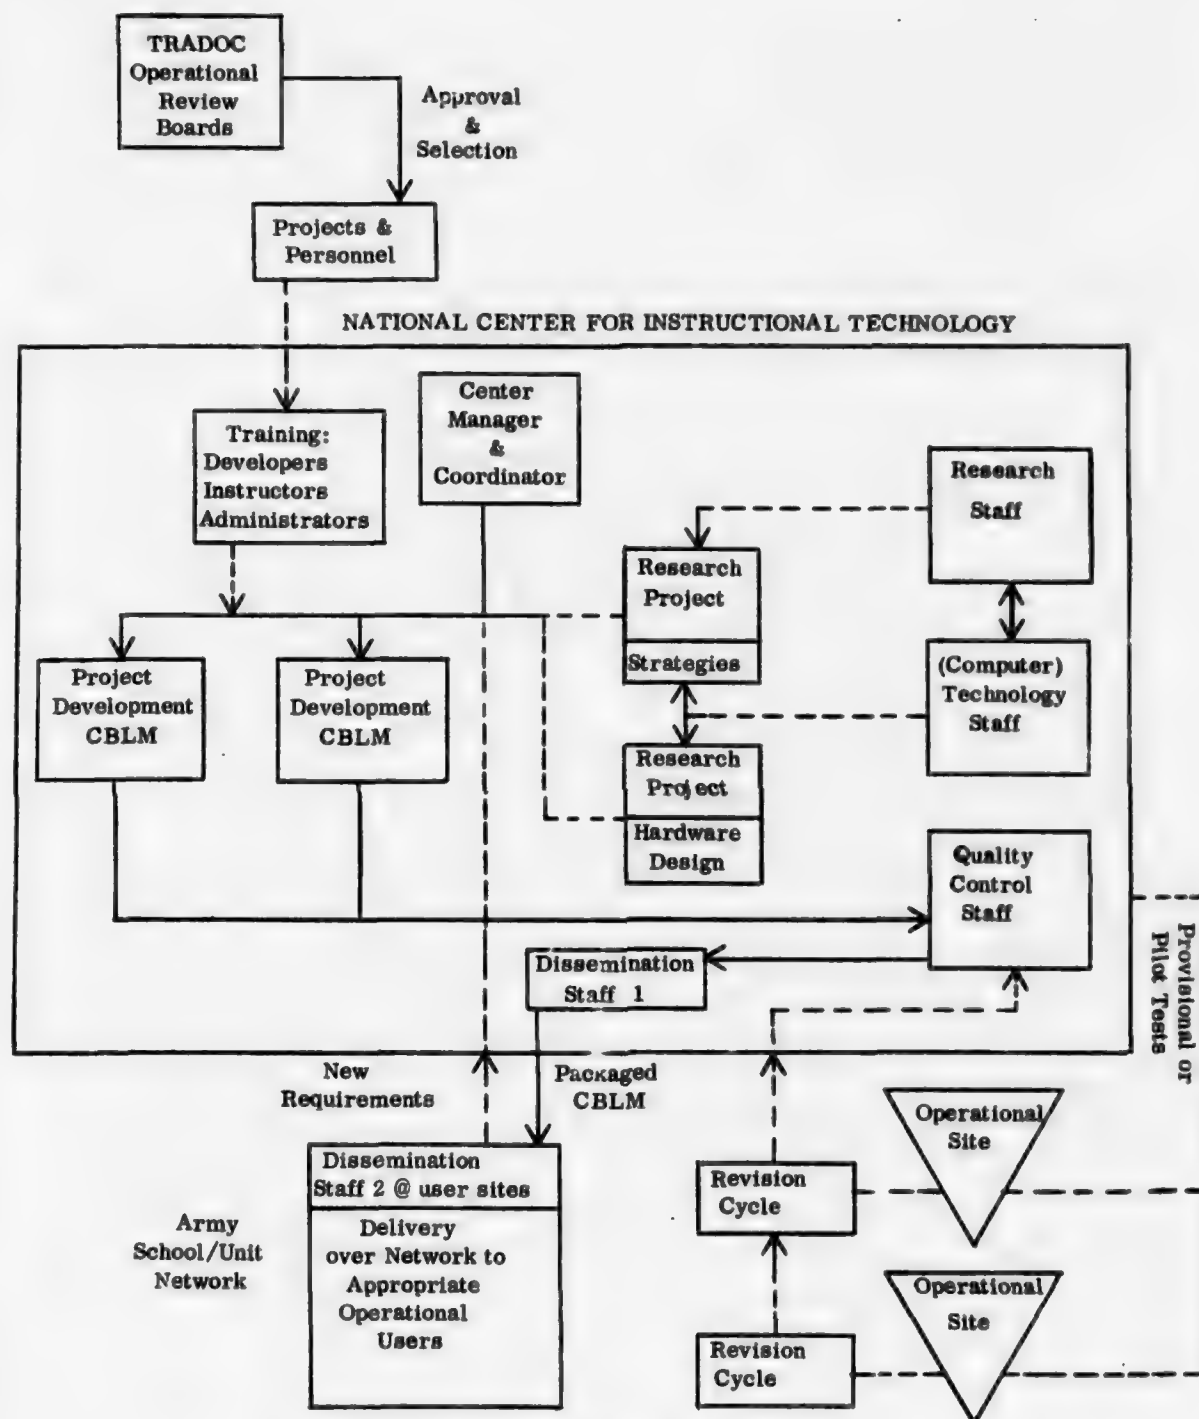 TRADOC
Operational
Review
Boards
Approval
&
Selection
Projects &
Personnel
NATIONAL CENTER FOR INSTRUCTIONAL TECHNOLOGY
Training:
Developers
Instructors
Administrators
Center
Manager
&
Coordinator
Research
Staff
Research
Project
Strategies
(Computer)
Technology
Staff
Project
Development
CBLM
Project
Development
CBLM
Research
Project
Hardware
Design
Quality
Control
Staff
Dissemination
Staff 1
Provisional or
Pilot Tests
New
Requirements
Packaged
CBLM
Operational
Site
Dissemination
Staff 2 @ user sites
Revision
Cycle
Army
School/Unit
Network
Delivery
over Network to
Appropriate
Operational
Users
Operational
Site
Revision
Cycle